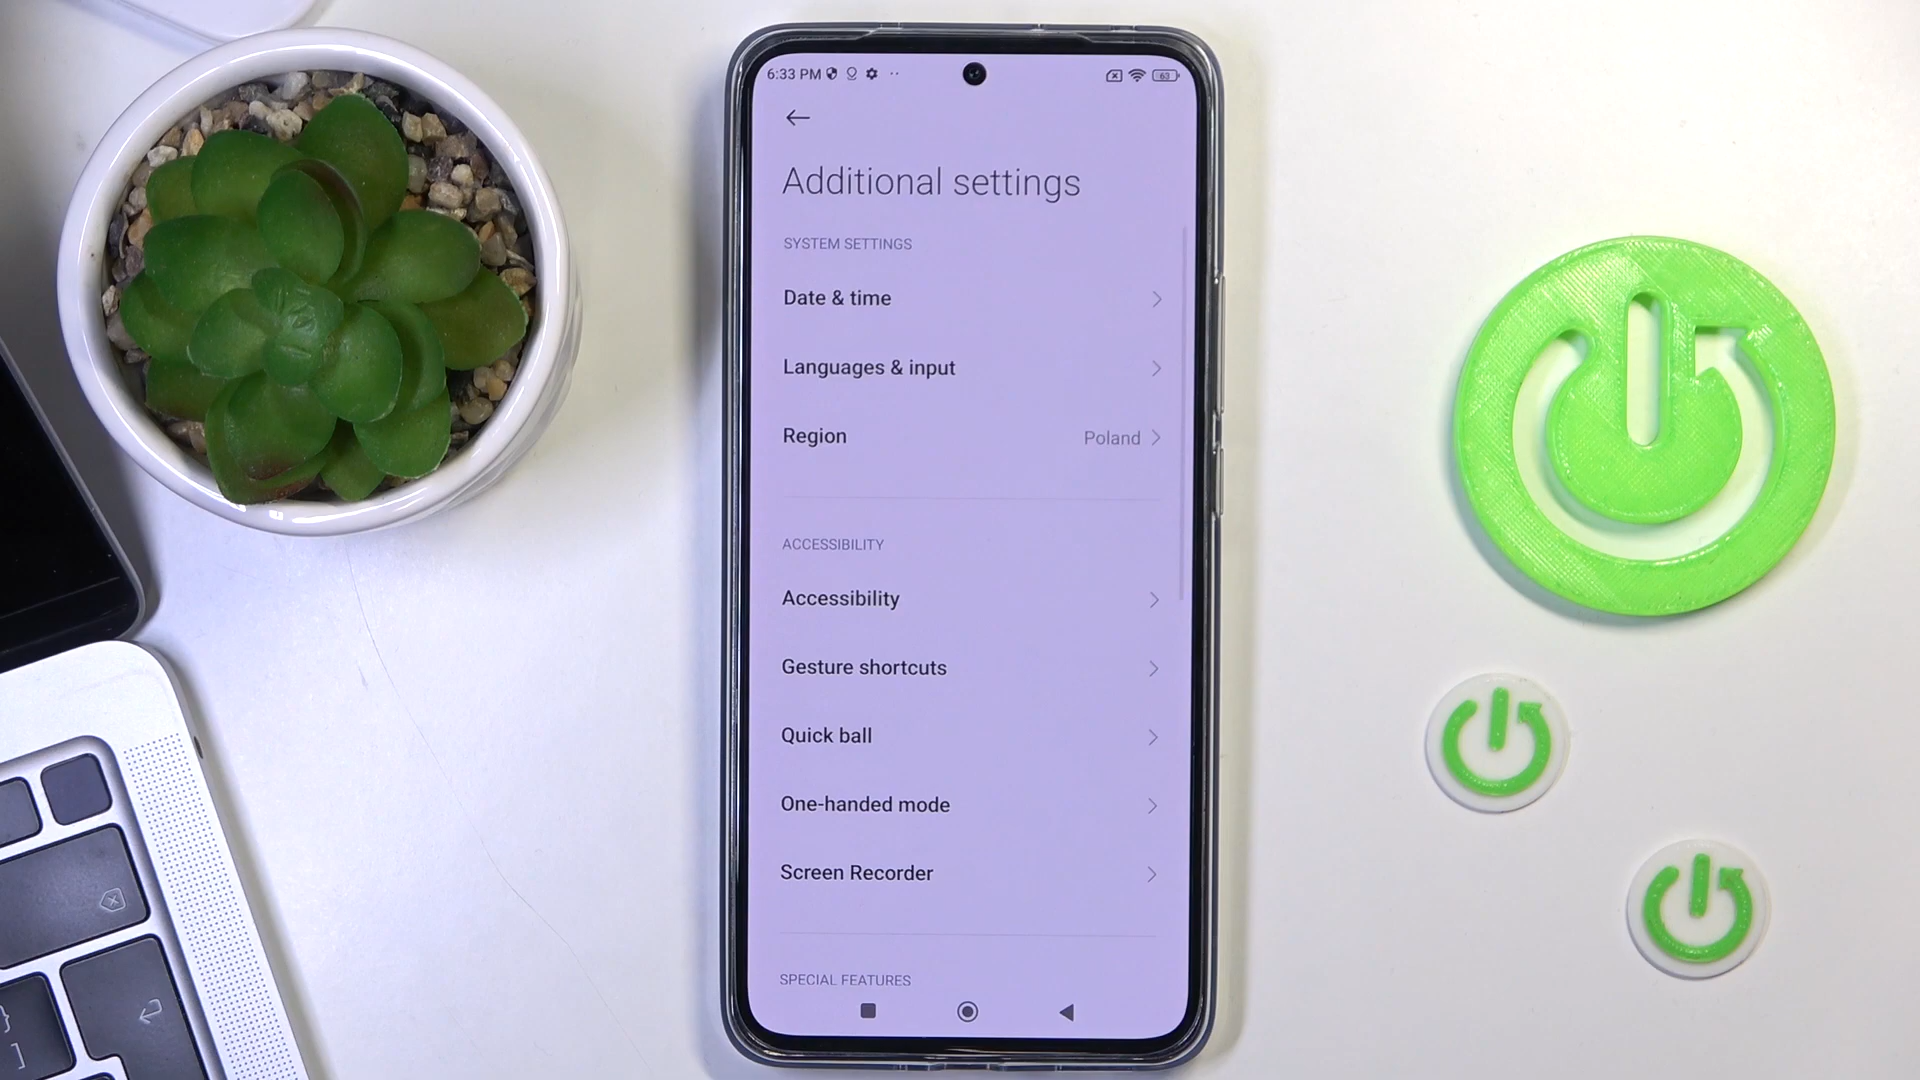 6:33 PM
63
Additional settings
SYSTEM SETTINGS
Date & time
Languages & input
Region Poland
ACCESSIBILITY
Accessibility
Gesture shortcuts
Quick ball
One-handed mode
Screen Recorder
SPECIAL FEATURES
}
]